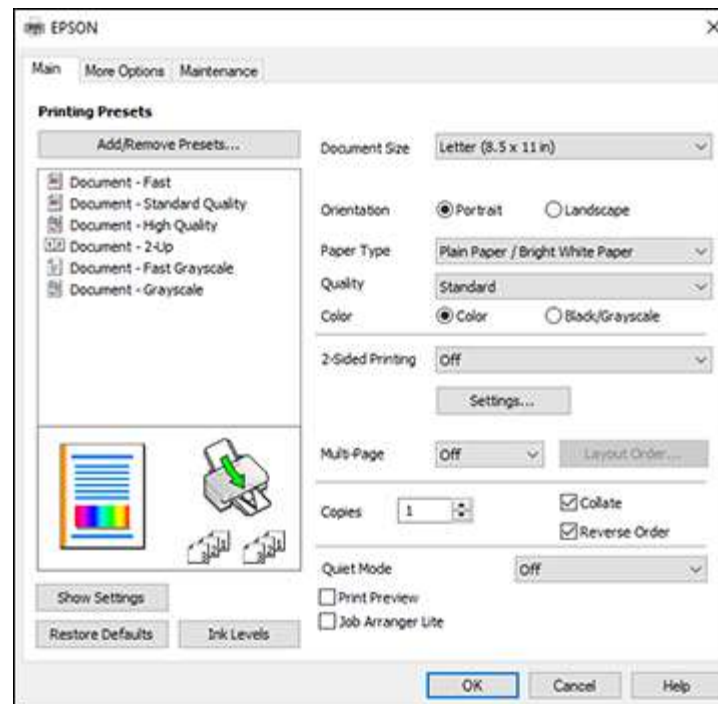 EPSON
Main More Options Maintenance
Printing Presets
Add/Remove Presets...
Document - Fast
Document - Standard Quality
Document - High Quality
Document - 2-Up
Document - Fast Grayscale
Document - Grayscale
Show Settings
Restore Defaults Ink Levels
Document Size Letter (8.5 x 11 in)
Orientation Portrait Landscape
Paper Type Plain Paper / Bright White Paper
Quality Standard
Color Color Black/Grayscale
2-Sided Printing Off
Settings...
Multi-Page Off Layout Order...
Copies 1 Collate
Reverse Order
Quiet Mode Off
Print Preview
Job Arranger Lite
OK Cancel Help